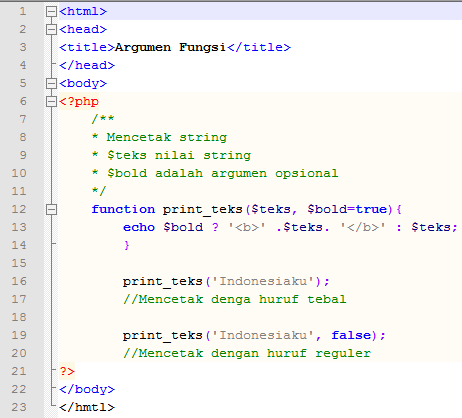 1 <html>
2 <head>
3 <title>Argumen Fungsi</title>
4 </head>
5 <body>
6 <?php
7 /**
8 * Mencetak string
9 * $teks nilai string
10 * $bold adalah argumen opsional
11 */
12 function print_teks($teks, $bold=true){
13 echo $bold ? '<b>' .$teks. '</b>' : $teks;
14 }
15
16 print_teks('Indonesiaku');
17 //Mencetak denga huruf tebal
18
19 print_teks('Indonesiaku', false);
20 //Mencetak dengan huruf reguler
21 ?>
22 </body>
23 </hmtl>